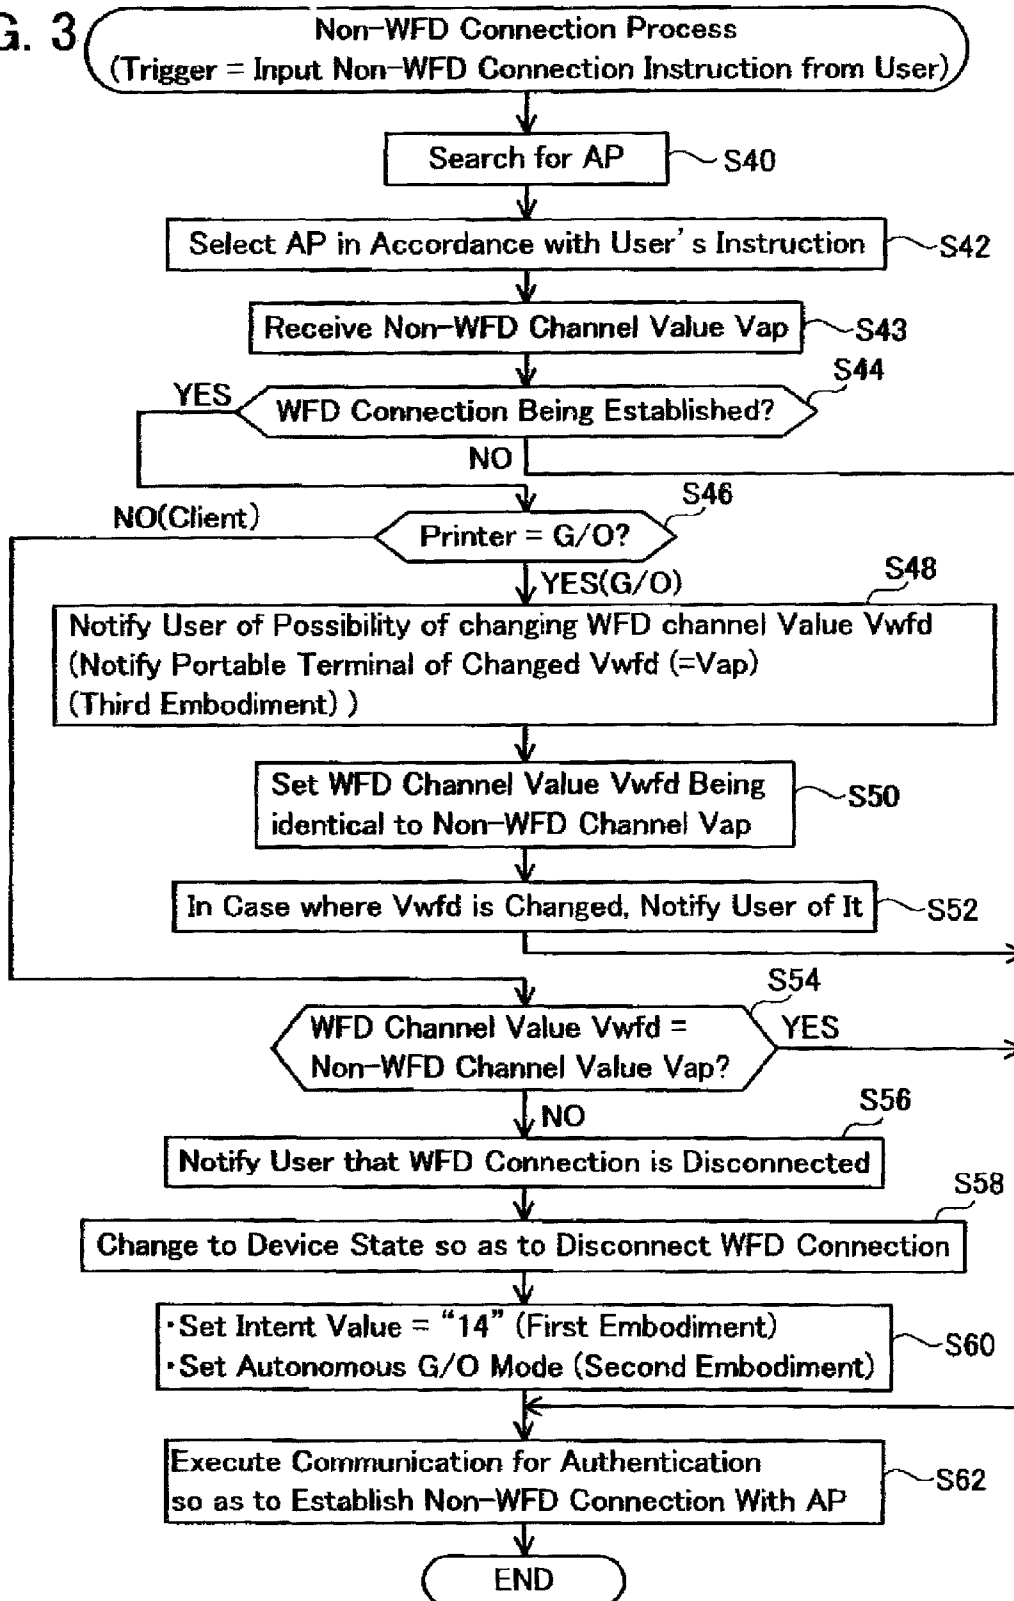 G. 3
Non-WFD Connection Process
(Trigger = Input Non-WFD Connection Instruction from User)
Search for AP
S40
Select AP in Accordance with User's Instruction
S42
Receive Non-WFD Channel Value Vap
S43
S44
YES
WFD Connection Being Established?
NO
S46
NO(Client)
Printer = G/O?
YES(G/O)
S48
Notify User of Possibility of changing WFD channel Value Vwfd
(Notify Portable Terminal of Changed Vwfd (=Vap)
(Third Embodiment) )
Set WFD Channel Value Vwfd Being
identical to Non-WFD Channel Vap
S50
In Case where Vwfd is Changed, Notify User of It
S52
S54
WFD Channel Value Vwfd =
Non-WFD Channel Value Vap?
YES
NO
S56
Notify User that WFD Connection is Disconnected
S58
Change to Device State so as to Disconnect WFD Connection
·Set Intent Value = "14" (First Embodiment)
·Set Autonomous G/O Mode (Second Embodiment)
S60
Execute Communication for Authentication
so as to Establish Non-WFD Connection With AP
S62
END